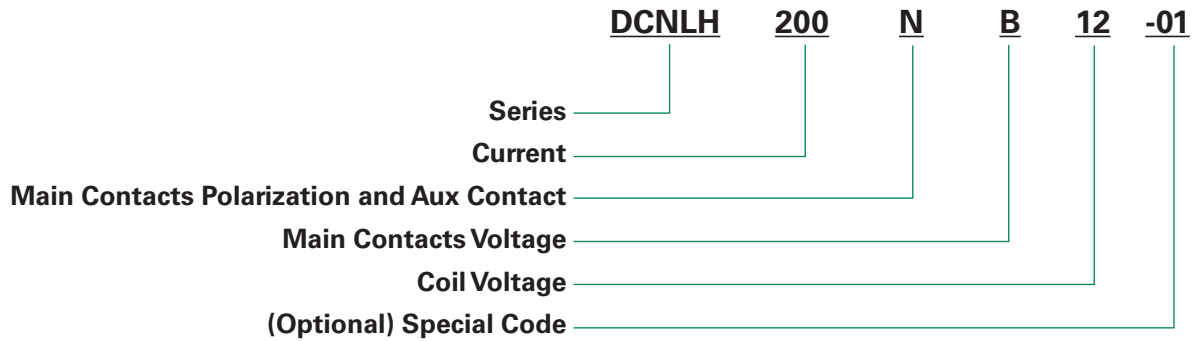 DCNLH 200 N B 12 -01
Series
Current
Main Contacts Polarization and Aux Contact
Main Contacts Voltage
Coil Voltage
(Optional) Special Code